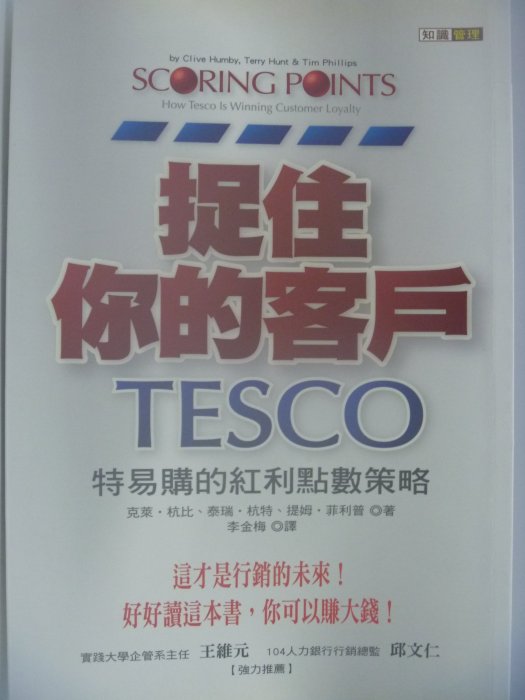 知識管理
by Clive Humby, Terry Hunt & Tim Phillips
SCORING POINTS
How Tesco Is Winning Customer Loyalty
捉住
你的客戶
TESCO
特易購的紅利點數策略
克萊・杭比、泰瑞・杭特、提姆・菲利普◎著
李金梅◎譯
這才是行銷的未來！
好好讀這本書，你可以賺大錢！
實踐大學企管系主任 王維元 104人力銀行行銷總監 邱文仁
【強力推薦】